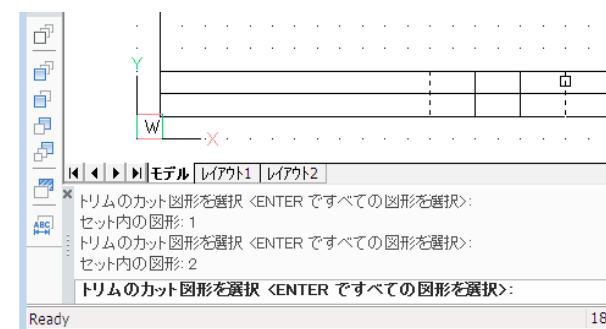 Y
W
X
モデル レイアウト1 レイアウト2
トリムのカット図形を選択 <ENTER ですべての図形を選択>:
セット内の図形: 1
トリムのカット図形を選択 <ENTER ですべての図形を選択>:
セット内の図形: 2
トリムのカット図形を選択 <ENTER ですべての図形を選択>:
ABC
Ready
18